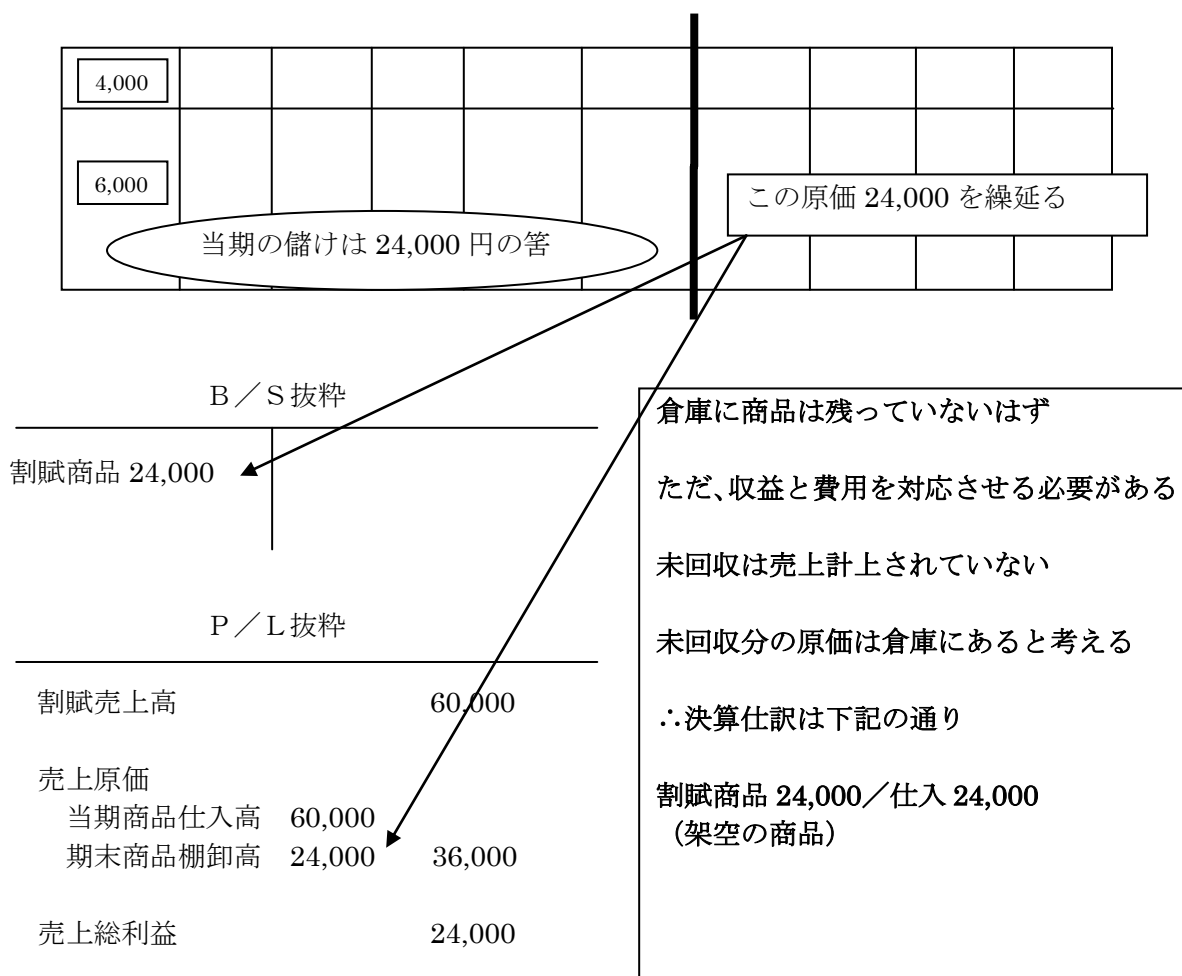 4,000
6,000
この原価 24,000 を繰延る
当期の儲けは 24,000 円の筈
B/S抜粋
割賦商品 24,000
P/L抜粋
割賦売上高 60,000
売上原価
当期商品仕入高 60,000
期末商品棚卸高 24,000 36,000
売上総利益 24,000
倉庫に商品は残っていないはず
ただ、収益と費用を対応させる必要がある
未回収は売上計上されていない
未回収分の原価は倉庫にあると考える
∴決算仕訳は下記の通り
割賦商品 24,000/仕入 24,000
(架空の商品)